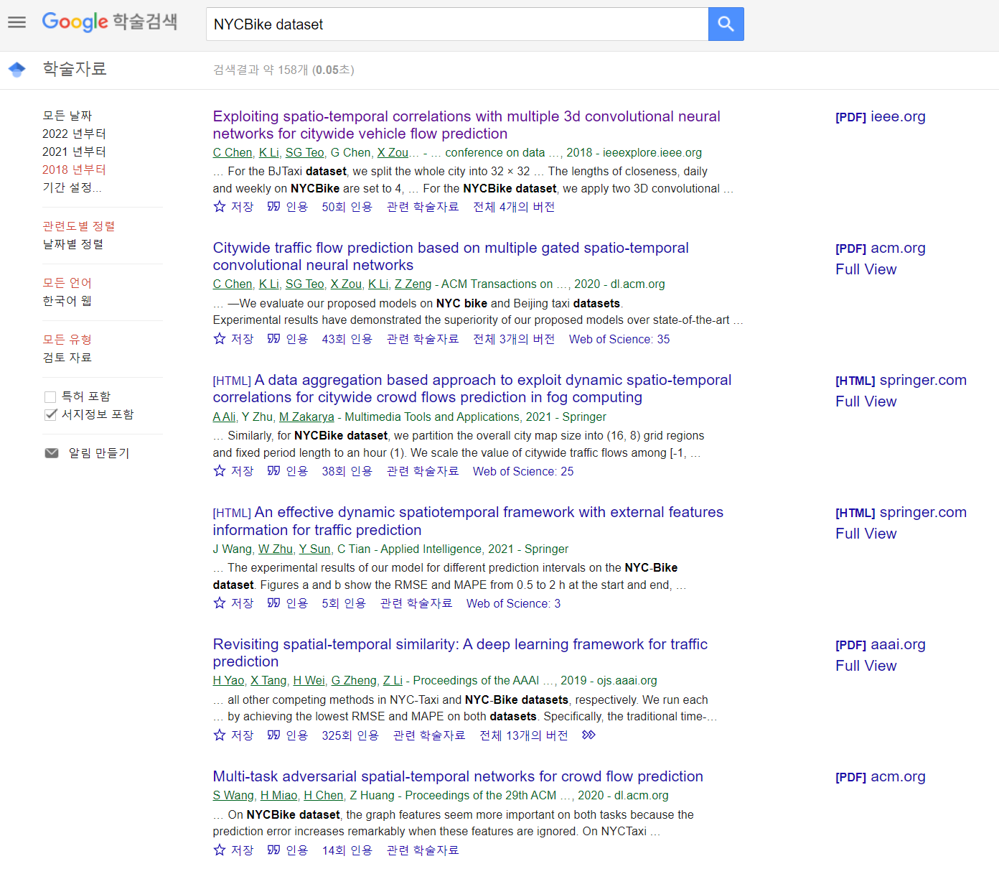 Google 학술검색
NYCBike dataset
학술자료
검색결과 약 158개 (0.05초)
모든 날짜
2022 년부터
2021 년부터
2018 년부터
기간 설정...
관련도별 정렬
날짜별 정렬
모든 언어
한국어 웹
모든 유형
검토 자료
특허 포함
서지정보 포함
알림 만들기
Exploiting spatio-temporal correlations with multiple 3d convolutional neural
networks for citywide vehicle flow prediction
C Chen, K Li, SG Teo, G Chen, X Zou… - … conference on data …, 2018 - ieeexplore.ieee.org
… For the BJTaxi dataset, we split the whole city into 32 × 32 … The lengths of closeness, daily
and weekly on NYCBike are set to 4, … For the NYCBike dataset, we apply two 3D convolutional …
저장 인용 50회 인용 관련 학술자료 전체 4개의 버전
[PDF] ieee.org
Citywide traffic flow prediction based on multiple gated spatio-temporal
convolutional neural networks
C Chen, K Li, SG Teo, X Zou, K Li, Z Zeng - ACM Transactions on …, 2020 - dl.acm.org
… —We evaluate our proposed models on NYC bike and Beijing taxi datasets.
Experimental results have demonstrated the superiority of our proposed models over state-of-the-art …
저장 인용 43회 인용 관련 학술자료 전체 3개의 버전 Web of Science: 35
[PDF] acm.org
Full View
[HTML] A data aggregation based approach to exploit dynamic spatio-temporal
correlations for citywide crowd flows prediction in fog computing
A Ali, Y Zhu, M Zakarya - Multimedia Tools and Applications, 2021 - Springer
… Similarly, for NYCBike dataset, we partition the overall city map size into (16, 8) grid regions
and fixed period length to an hour (1). We scale the value of citywide traffic flows among [-1, …
저장 인용 38회 인용 관련 학술자료 Web of Science: 25
[HTML] springer.com
Full View
[HTML] An effective dynamic spatiotemporal framework with external features
information for traffic prediction
J Wang, W Zhu, Y Sun, C Tian - Applied Intelligence, 2021 - Springer
… The experimental results of our model for different prediction intervals on the NYC-Bike
dataset. Figures a and b show the RMSE and MAPE from 0.5 to 2 h at the start and end, …
저장 인용 5회 인용 관련 학술자료 Web of Science: 3
[HTML] springer.com
Full View
Revisiting spatial-temporal similarity: A deep learning framework for traffic
prediction
H Yao, X Tang, H Wei, G Zheng, Z Li - Proceedings of the AAAI …, 2019 - ojs.aaai.org
… all other competing methods in NYC-Taxi and NYC-Bike datasets, respectively. We run each
… by achieving the lowest RMSE and MAPE on both datasets. Specifically, the traditional time-…
저장 인용 325회 인용 관련 학술자료 전체 13개의 버전
[PDF] aaai.org
Full View
Multi-task adversarial spatial-temporal networks for crowd flow prediction
S Wang, H Miao, H Chen, Z Huang - Proceedings of the 29th ACM …, 2020 - dl.acm.org
… On NYCBike dataset, the graph features seem more important on both tasks because the
prediction error increases remarkably when these features are ignored. On NYCTaxi …
저장 인용 14회 인용 관련 학술자료
[PDF] acm.org